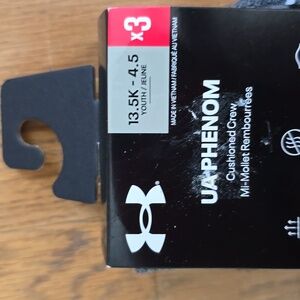 x3
13.5K - 4.5
YOUTH / JEUNE
MADE IN VIETNAM / FABRIQUÉ AU VIETNAM
UA PHENOM
Cushioned Crew
Mi-Mollet Rembourrées